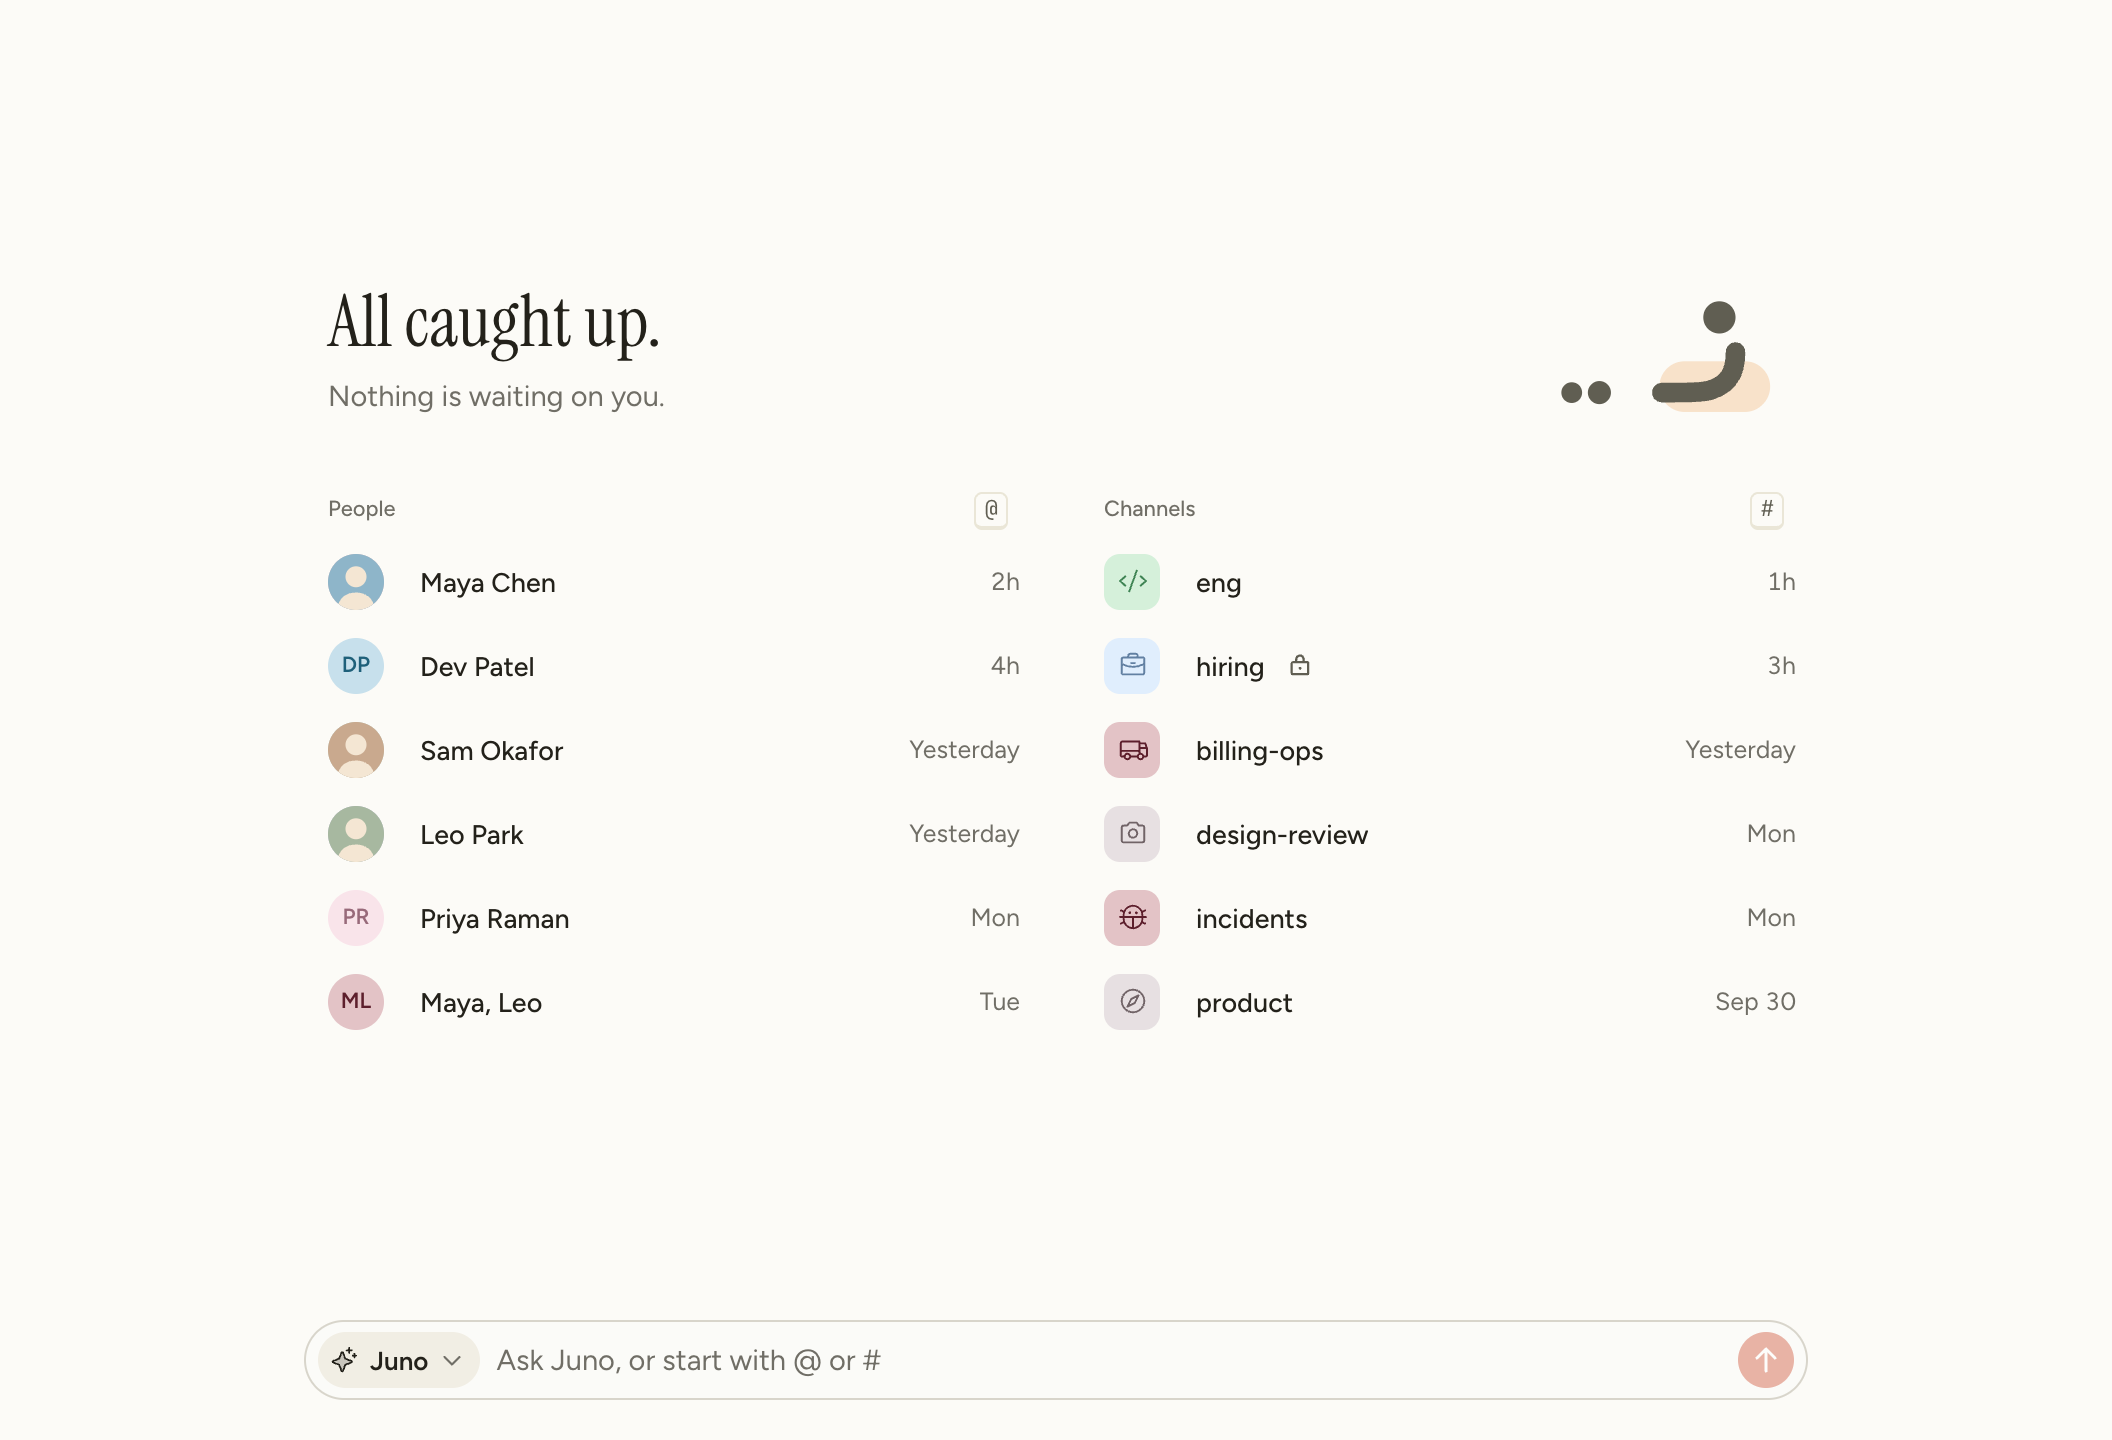 All caught up.
Nothing is waiting on you.
People @
Maya Chen 2h
DP Dev Patel 4h
Sam Okafor Yesterday
Leo Park Yesterday
PR Priya Raman Mon
ML Maya, Leo Tue
Channels #
eng 1h
hiring 3h
billing-ops Yesterday
design-review Mon
incidents Mon
product Sep 30
Juno Ask Juno, or start with @ or #